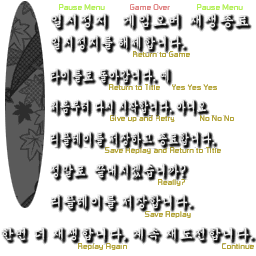 Pause Menu Game Over Pause Menu
일시정지 게임오버 재생종료
일시정지를 해제합니다.
Return to Game
타이틀로 돌아갑니다. 예
Return to Title Yes Yes Yes
처음부터 다시 시작합니다. 아니오
Give up and Retry No No No
리플레이를 저장하고 종료합니다.
Save Replay and Return to Title
정말로 끝내시겠습니까?
Really?
리플레이를 저장합니다.
Save Replay
한번 더 재생합니다. 계속 재도전합니다.
Replay Again Continue